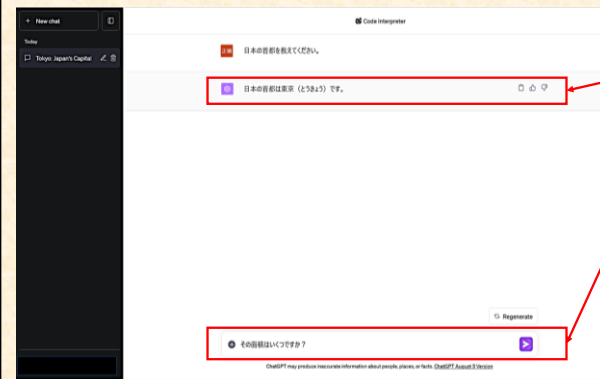 New chat
Today
Tokyo: Japan's Capital
Code Interpreter
日本の首都を教えてください。
日本の首都は東京（とうきょう）です。
Regenerate
その面積はいくつですか？
ChatGPT may produce inaccurate information about people, places, or facts. ChatGPT August 3 Version